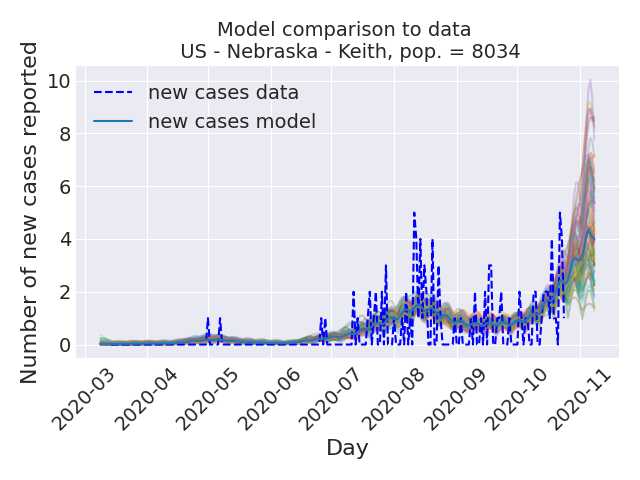 Model comparison to data
US - Nebraska - Keith, pop. = 8034
Number of new cases reported
10
8
6
4
2
0
new cases data
new cases model
2020-03
2020-04
2020-05
2020-06
2020-07
2020-08
2020-09
2020-10
2020-11
Day